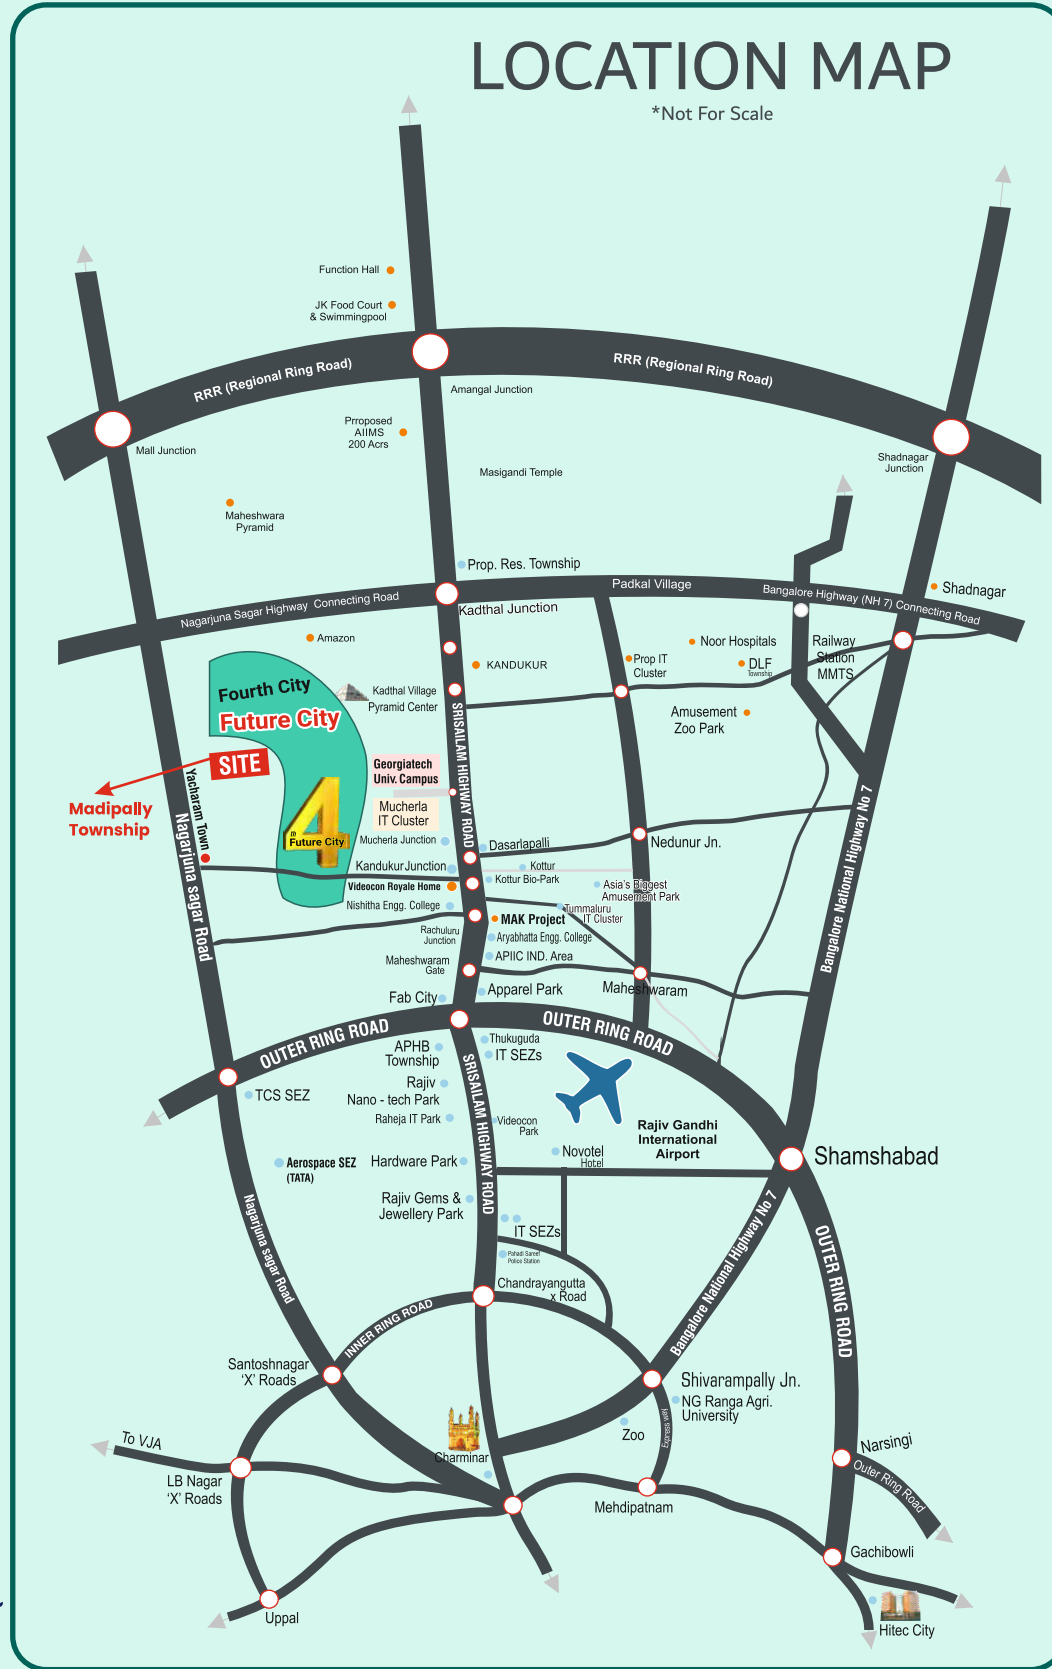 LOCATION MAP
*Not For Scale
Function Hall
JK Food Court
& Swimmingpool
RRR (Regional Ring Road)
RRR (Regional Ring Road)
Amangal Junction
Prroposed
AIIMS
200 Acrs
Mall Junction
Masigandi Temple
Shadnagar
Junction
Maheshwara
Pyramid
Prop. Res. Township
Padkal Village
Bangalore Highway (NH 7) Connecting Road
Shadnagar
Nagarjuna Sagar Highway Connecting Road
Kadthal Junction
Amazon
KANDUKUR
Prop IT
Cluster
Noor Hospitals
DLF
Township
Railway
Station
MMTS
Fourth City
Future City
Kadthal Village
Pyramid Center
Amusement
Zoo Park
SRISAILAM HIGHWAY ROAD
SITE
Georgiatech
Univ. Campus
Madipally
Township
Yacharam Town
Nagarjuna sagar Road
Mucherla
IT Cluster
4
th
Future City
Mucherla Junction
Dasarlapalli
Nedunur Jn.
Bangalore National Highway No 7
Kandukur Junction
Kottur
Videocon Royale Home
Kottur Bio-Park
Asia's Biggest
Amusement Park
Nishitha Engg. College
Tummaluru
IT Cluster
MAK Project
Rachuluru
Junction
Aryabhatta Engg. College
Maheshwaram
Gate
APIIC IND. Area
Maheshwaram
Fab City
Apparel Park
OUTER RING ROAD
OUTER RING ROAD
Thukuguda
IT SEZs
APHB
Township
SRISAILAM HIGHWAY ROAD
Rajiv
Nano - tech Park
TCS SEZ
Raheja IT Park
Videocon
Park
Rajiv Gandhi
International
Airport
Novotel
Hotel
Shamshabad
Aerospace SEZ
(TATA)
Hardware Park
Rajiv Gems &
Jewellery Park
Nagarjuna sagar Road
IT SEZs
Pahadi Sareef
Police Station
Bangalore National Highway No 7
OUTER RING ROAD
Chandrayangutta
x Road
INNER RING ROAD
Santoshnagar
‘X’ Roads
Shivarampally Jn.
NG Ranga Agri.
University
Express way
Zoo
To VJA
Charminar
Narsingi
Outer Ring Road
LB Nagar
‘X’ Roads
Mehdipatnam
Gachibowli
Uppal
Hitec City